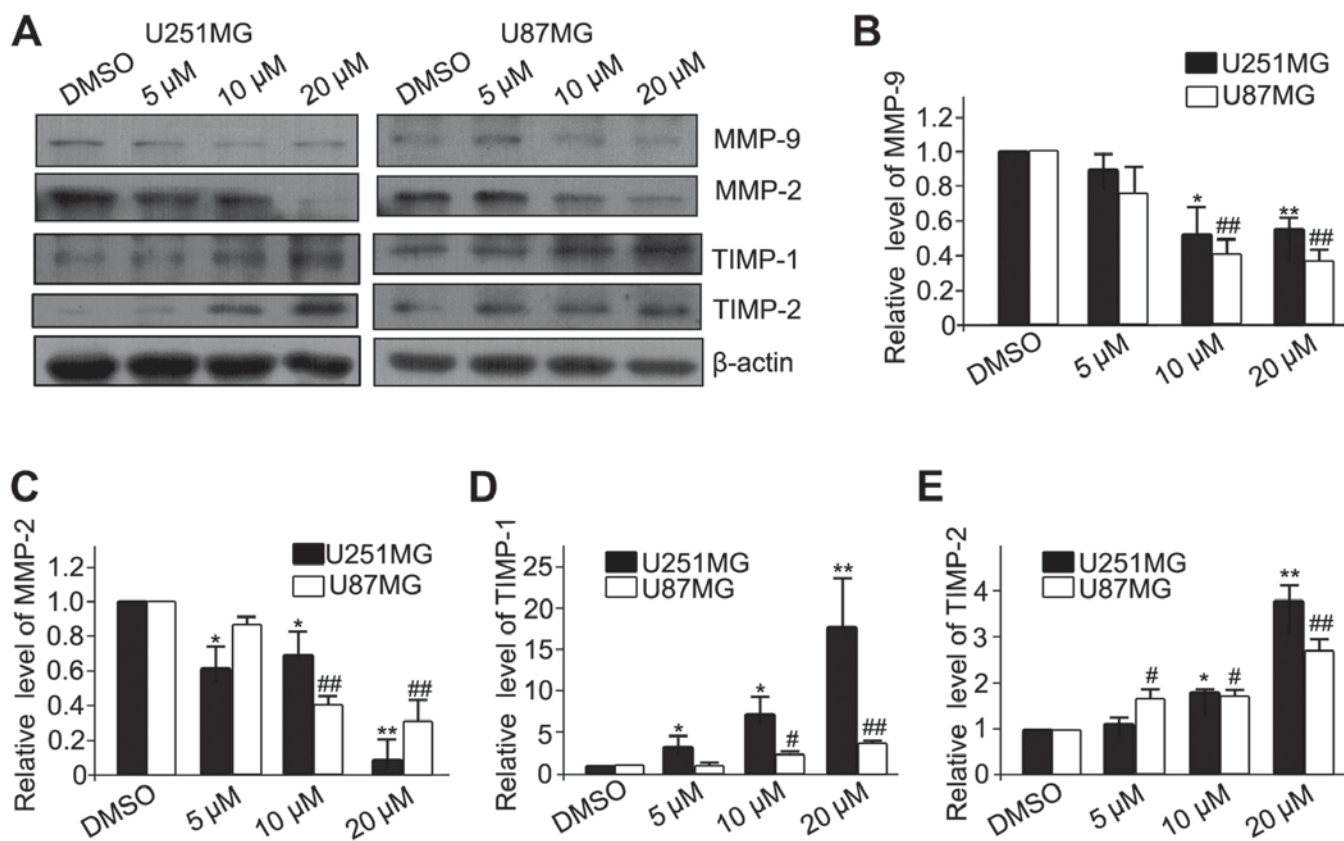 A
U251MG
U87MG
DMSO 5 µM 10 µM 20 µM
DMSO 5 µM 10 µM 20 µM
MMP-9
MMP-2
TIMP-1
TIMP-2
β-actin
B
U251MG
U87MG
Relative level of MMP-9
1.2
1.0
0.8
0.6
0.4
0.2
0
* ## ** ##
DMSO 5 µM 10 µM 20 µM
C
U251MG
U87MG
Relative level of MMP-2
1.2
1.0
0.8
0.6
0.4
0.2
0
* * ## ** ##
DMSO 5 µM 10 µM 20 µM
D
U251MG
U87MG
Relative level of TIMP-1
25
20
15
10
5
0
* * # ** ##
DMSO 5 µM 10 µM 20 µM
E
U251MG
U87MG
Relative level of TIMP-2
4
2
1
0
# * # ** ##
DMSO 5 µM 10 µM 20 µM